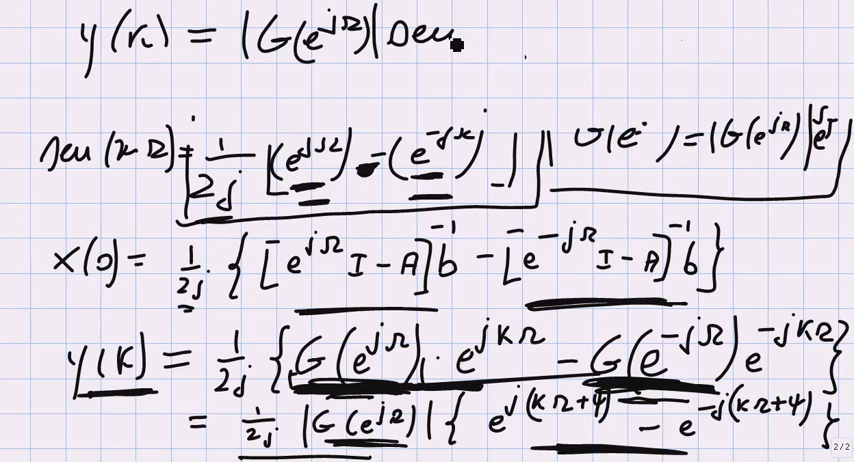 y(k) = |G(e^{jΩ})| Sen
Sen(kΩ) = 1/2j [(e^{jΩ}) - (e^{-jΩ})] | G(e ) = |G(e^{jΩ})| e^j
x(0) = 1/2j { [e^{jΩ} I - A]^{-1} b - [e^{-jΩ} I - A]^{-1} b }
y(k) = 1/2j { G(e^{jΩ}) · e^{jkΩ} - G(e^{-jΩ}) e^{-jkΩ} }
= 1/2j |G(e^{jΩ})| { e^{j(kΩ+φ)} - e^{-j(kΩ+φ)} }
2/2